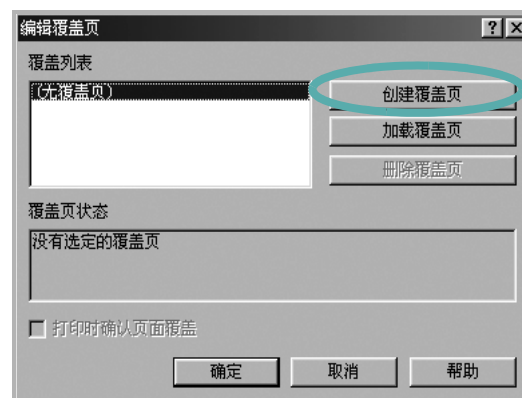 编辑覆盖页
覆盖列表
(无覆盖页)
创建覆盖页
加载覆盖页
删除覆盖页
覆盖页状态
没有选定的覆盖页
打印时确认页面覆盖
确定 取消 帮助